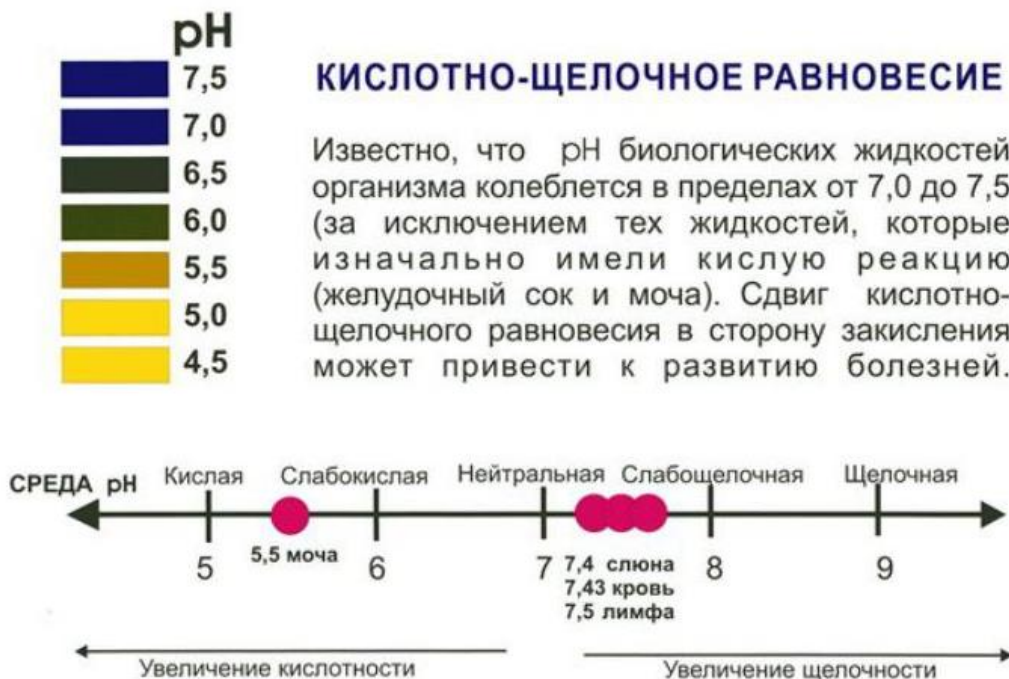 pH
7,5
7,0
6,5
6,0
5,5
5,0
4,5
КИСЛОТНО-ЩЕЛОЧНОЕ РАВНОВЕСИЕ
Известно, что pH биологических жидкостей
организма колеблется в пределах от 7,0 до 7,5
(за исключением тех жидкостей, которые
изначально имели кислую реакцию
(желудочный сок и моча). Сдвиг кислотно-
щелочного равновесия в сторону закисления
может привести к развитию болезней.
СРЕДА pH Кислая Слабокислая Нейтральная Слабощелочная Щелочная
5 5,5 моча 6 7 7,4 слюна 8 9
7,43 кровь
7,5 лимфа
Увеличение кислотности Увеличение щелочности